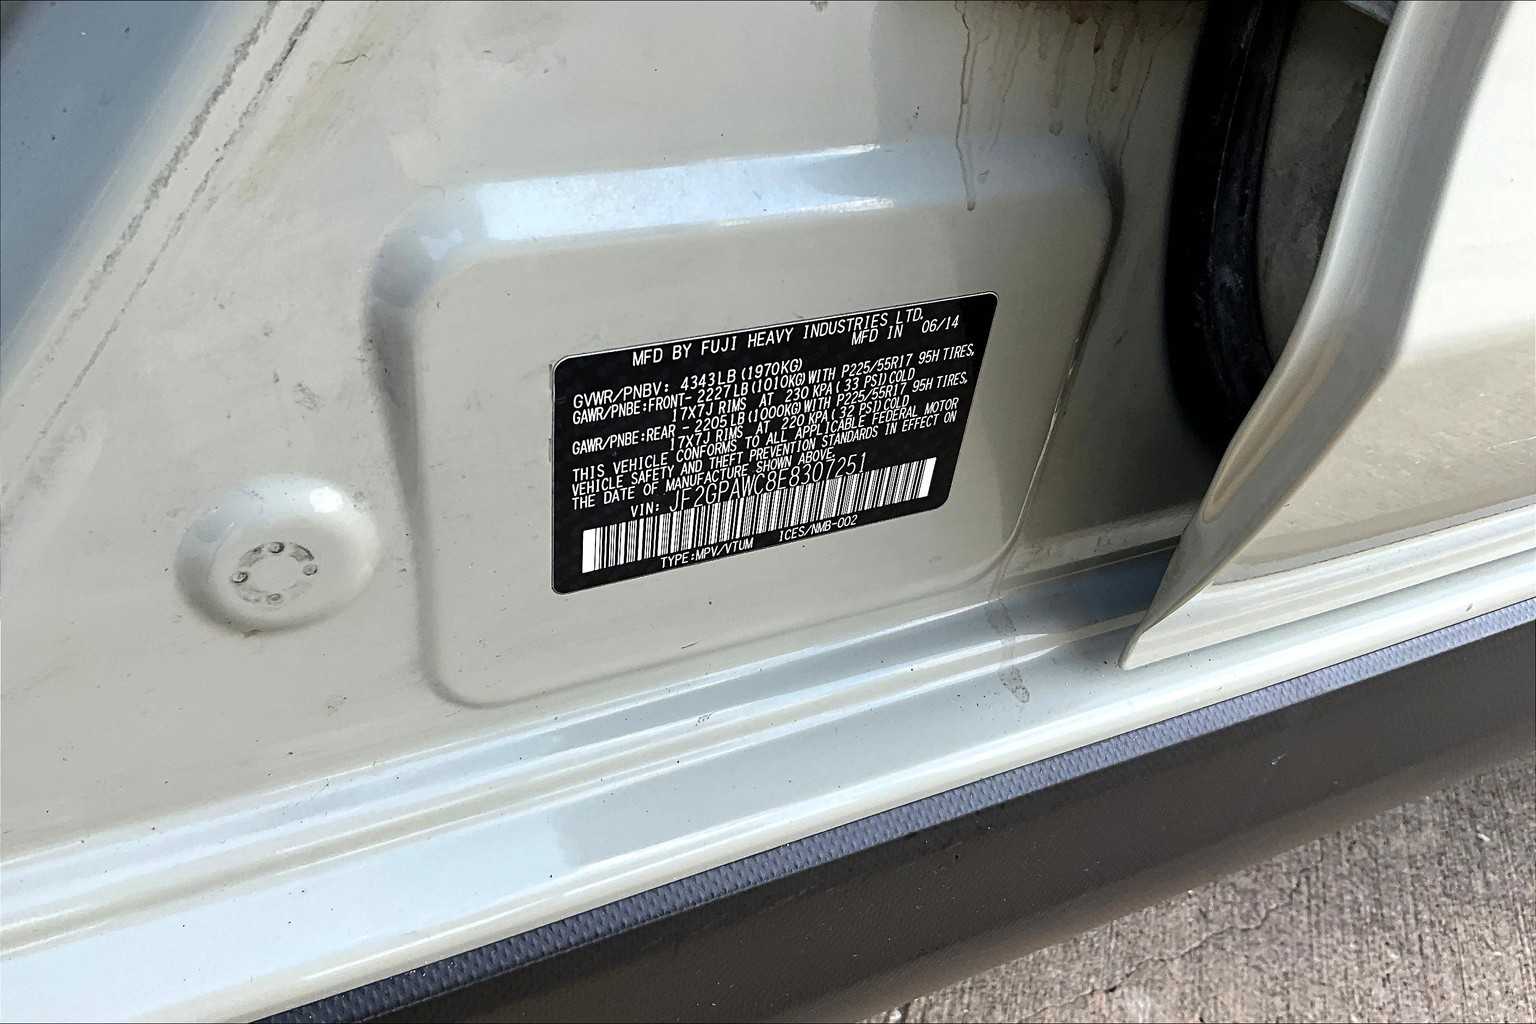 MFD BY FUJI HEAVY INDUSTRIES LTD.
MFD IN 06/14
GVWR/PNBV: 4343LB (1970KG)
GAWR/PNBE:FRONT- 2227LB (1010KG) WITH P225/55R17 95H TIRES,
17X7J RIMS AT 230 KPA ( 33 PSI) COLD
GAWR/PNBE:REAR - 2205LB (1000KG) WITH P225/55R17 95H TIRES,
17X7J RIMS AT 220 KPA ( 32 PSI) COLD
THIS VEHICLE CONFORMS TO ALL APPLICABLE FEDERAL MOTOR
VEHICLE SAFETY AND THEFT PREVENTION STANDARDS IN EFFECT ON
THE DATE OF MANUFACTURE SHOWN ABOVE.
VIN: JF2GPAWC8E8307251
TYPE:MPV/VTUM ICES/NMB-002